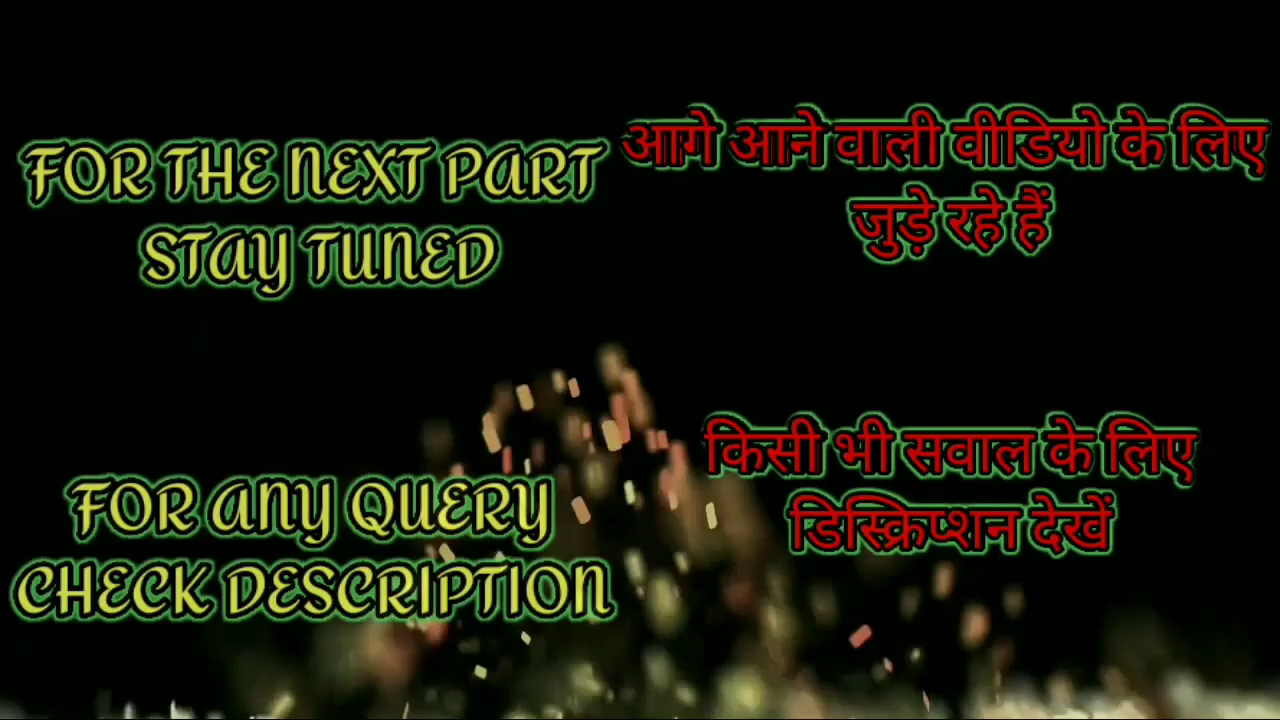 FOR THE NEXT PART
STAY TUNED
आगे आने वाली वीडियो के लिए
जुड़े रहे हैं
FOR ANY QUERY
CHECK DESCRIPTION
किसी भी सवाल के लिए
डिस्क्रिप्शन देखें